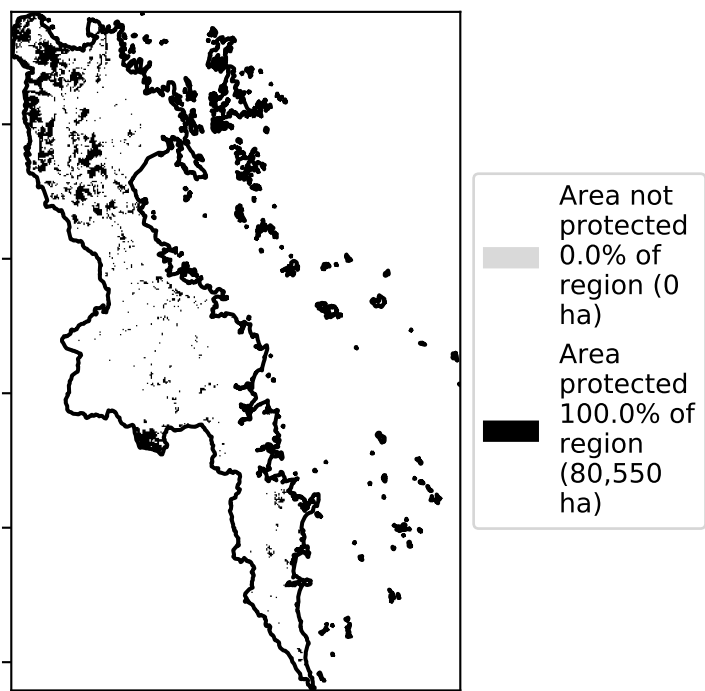 Area not
protected
0.0% of
region (0
ha)
Area
protected
100.0% of
region
(80,550
ha)